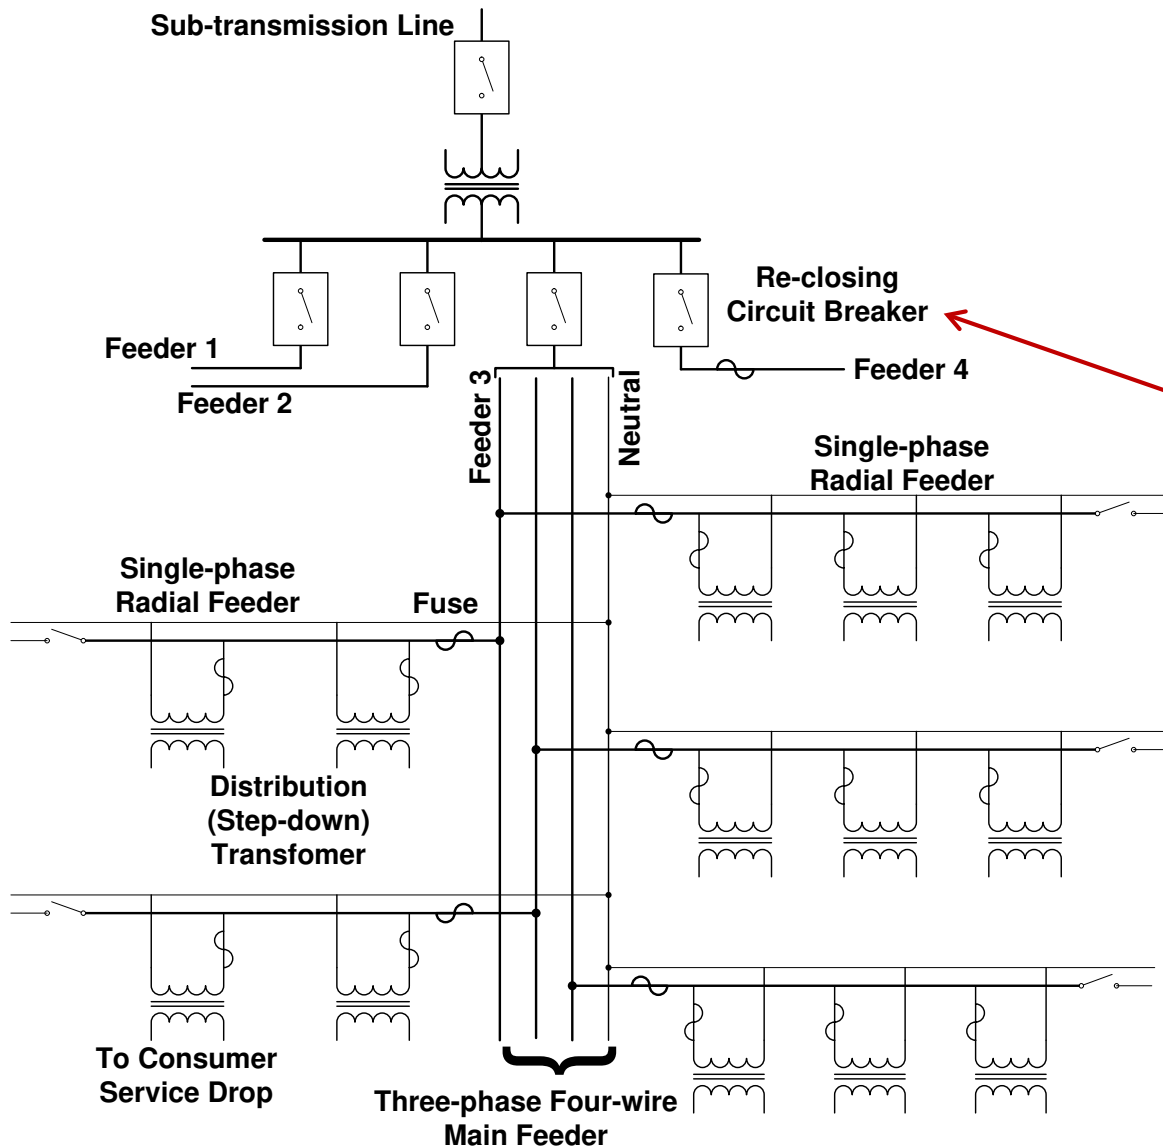 Sub-transmission Line
Re-closing
Circuit Breaker
Feeder 1
Feeder 2
Feeder 3
Neutral
Feeder 4
Single-phase
Radial Feeder
Single-phase
Radial Feeder
Fuse
Distribution
(Step-down)
Transfomer
To Consumer
Service Drop
Three-phase Four-wire
Main Feeder